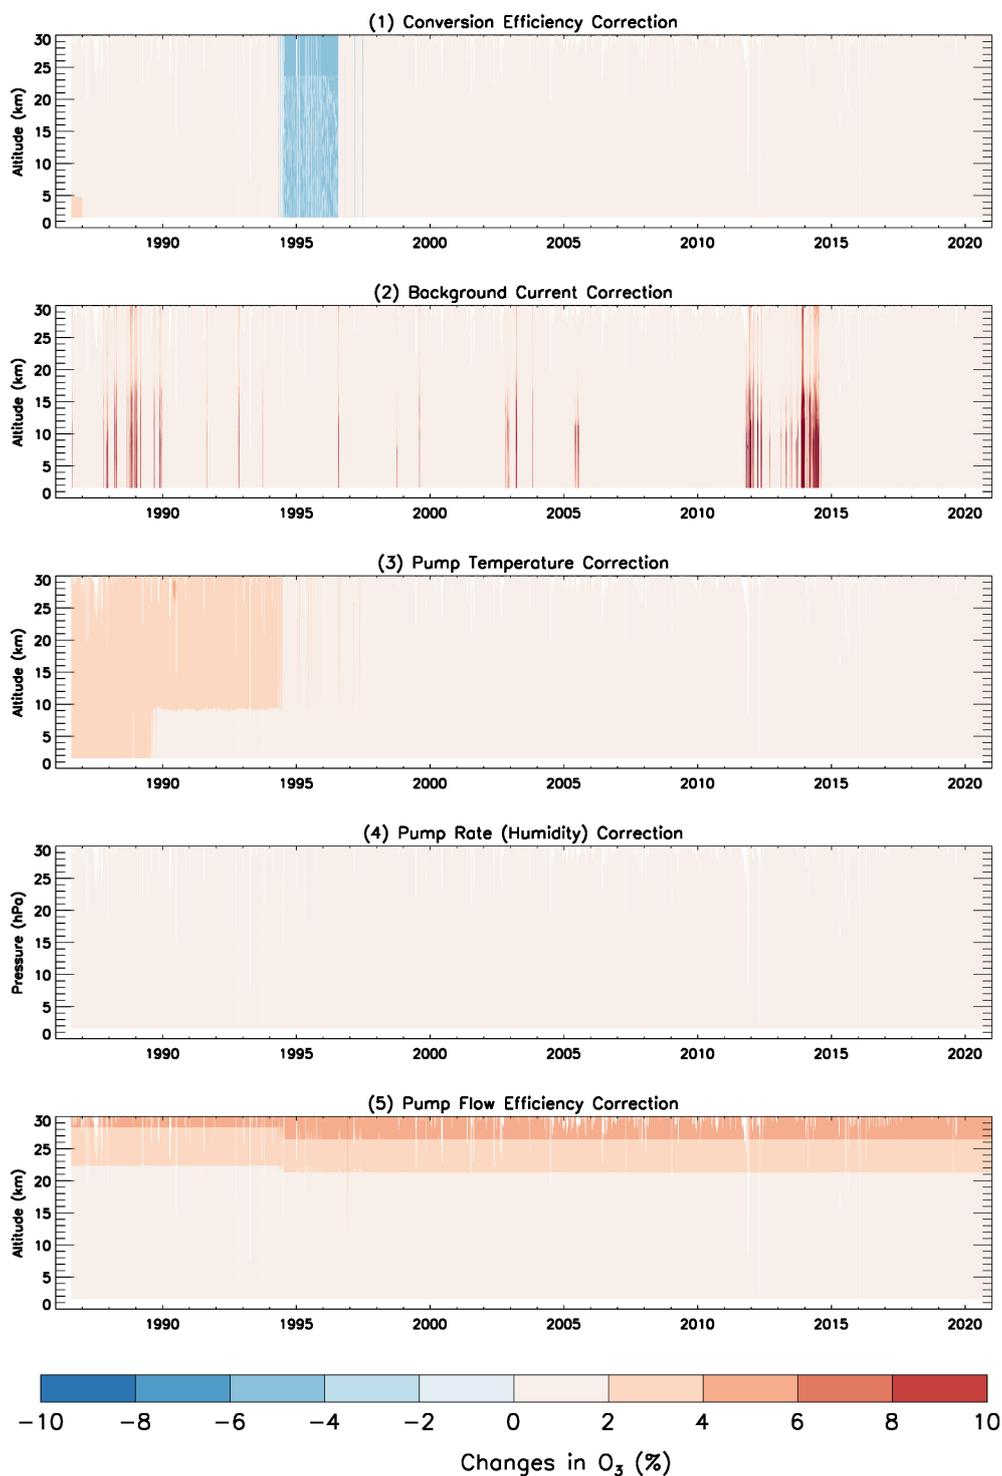 (1) Conversion Efficiency Correction
30
25
20
15
10
5
0
Altitude (km)
1990 1995 2000 2005 2010 2015 2020
(2) Background Current Correction
30
25
20
15
10
5
0
Altitude (km)
1990 1995 2000 2005 2010 2015 2020
(3) Pump Temperature Correction
30
25
20
15
10
5
0
Altitude (km)
1990 1995 2000 2005 2010 2015 2020
(4) Pump Rate (Humidity) Correction
30
25
20
15
10
5
0
Pressure (hPa)
1990 1995 2000 2005 2010 2015 2020
(5) Pump Flow Efficiency Correction
30
25
20
15
10
5
0
Altitude (km)
1990 1995 2000 2005 2010 2015 2020
−10 −8 −6 −4 −2 0 2 4 6 8 10
Changes in O₃ (%)